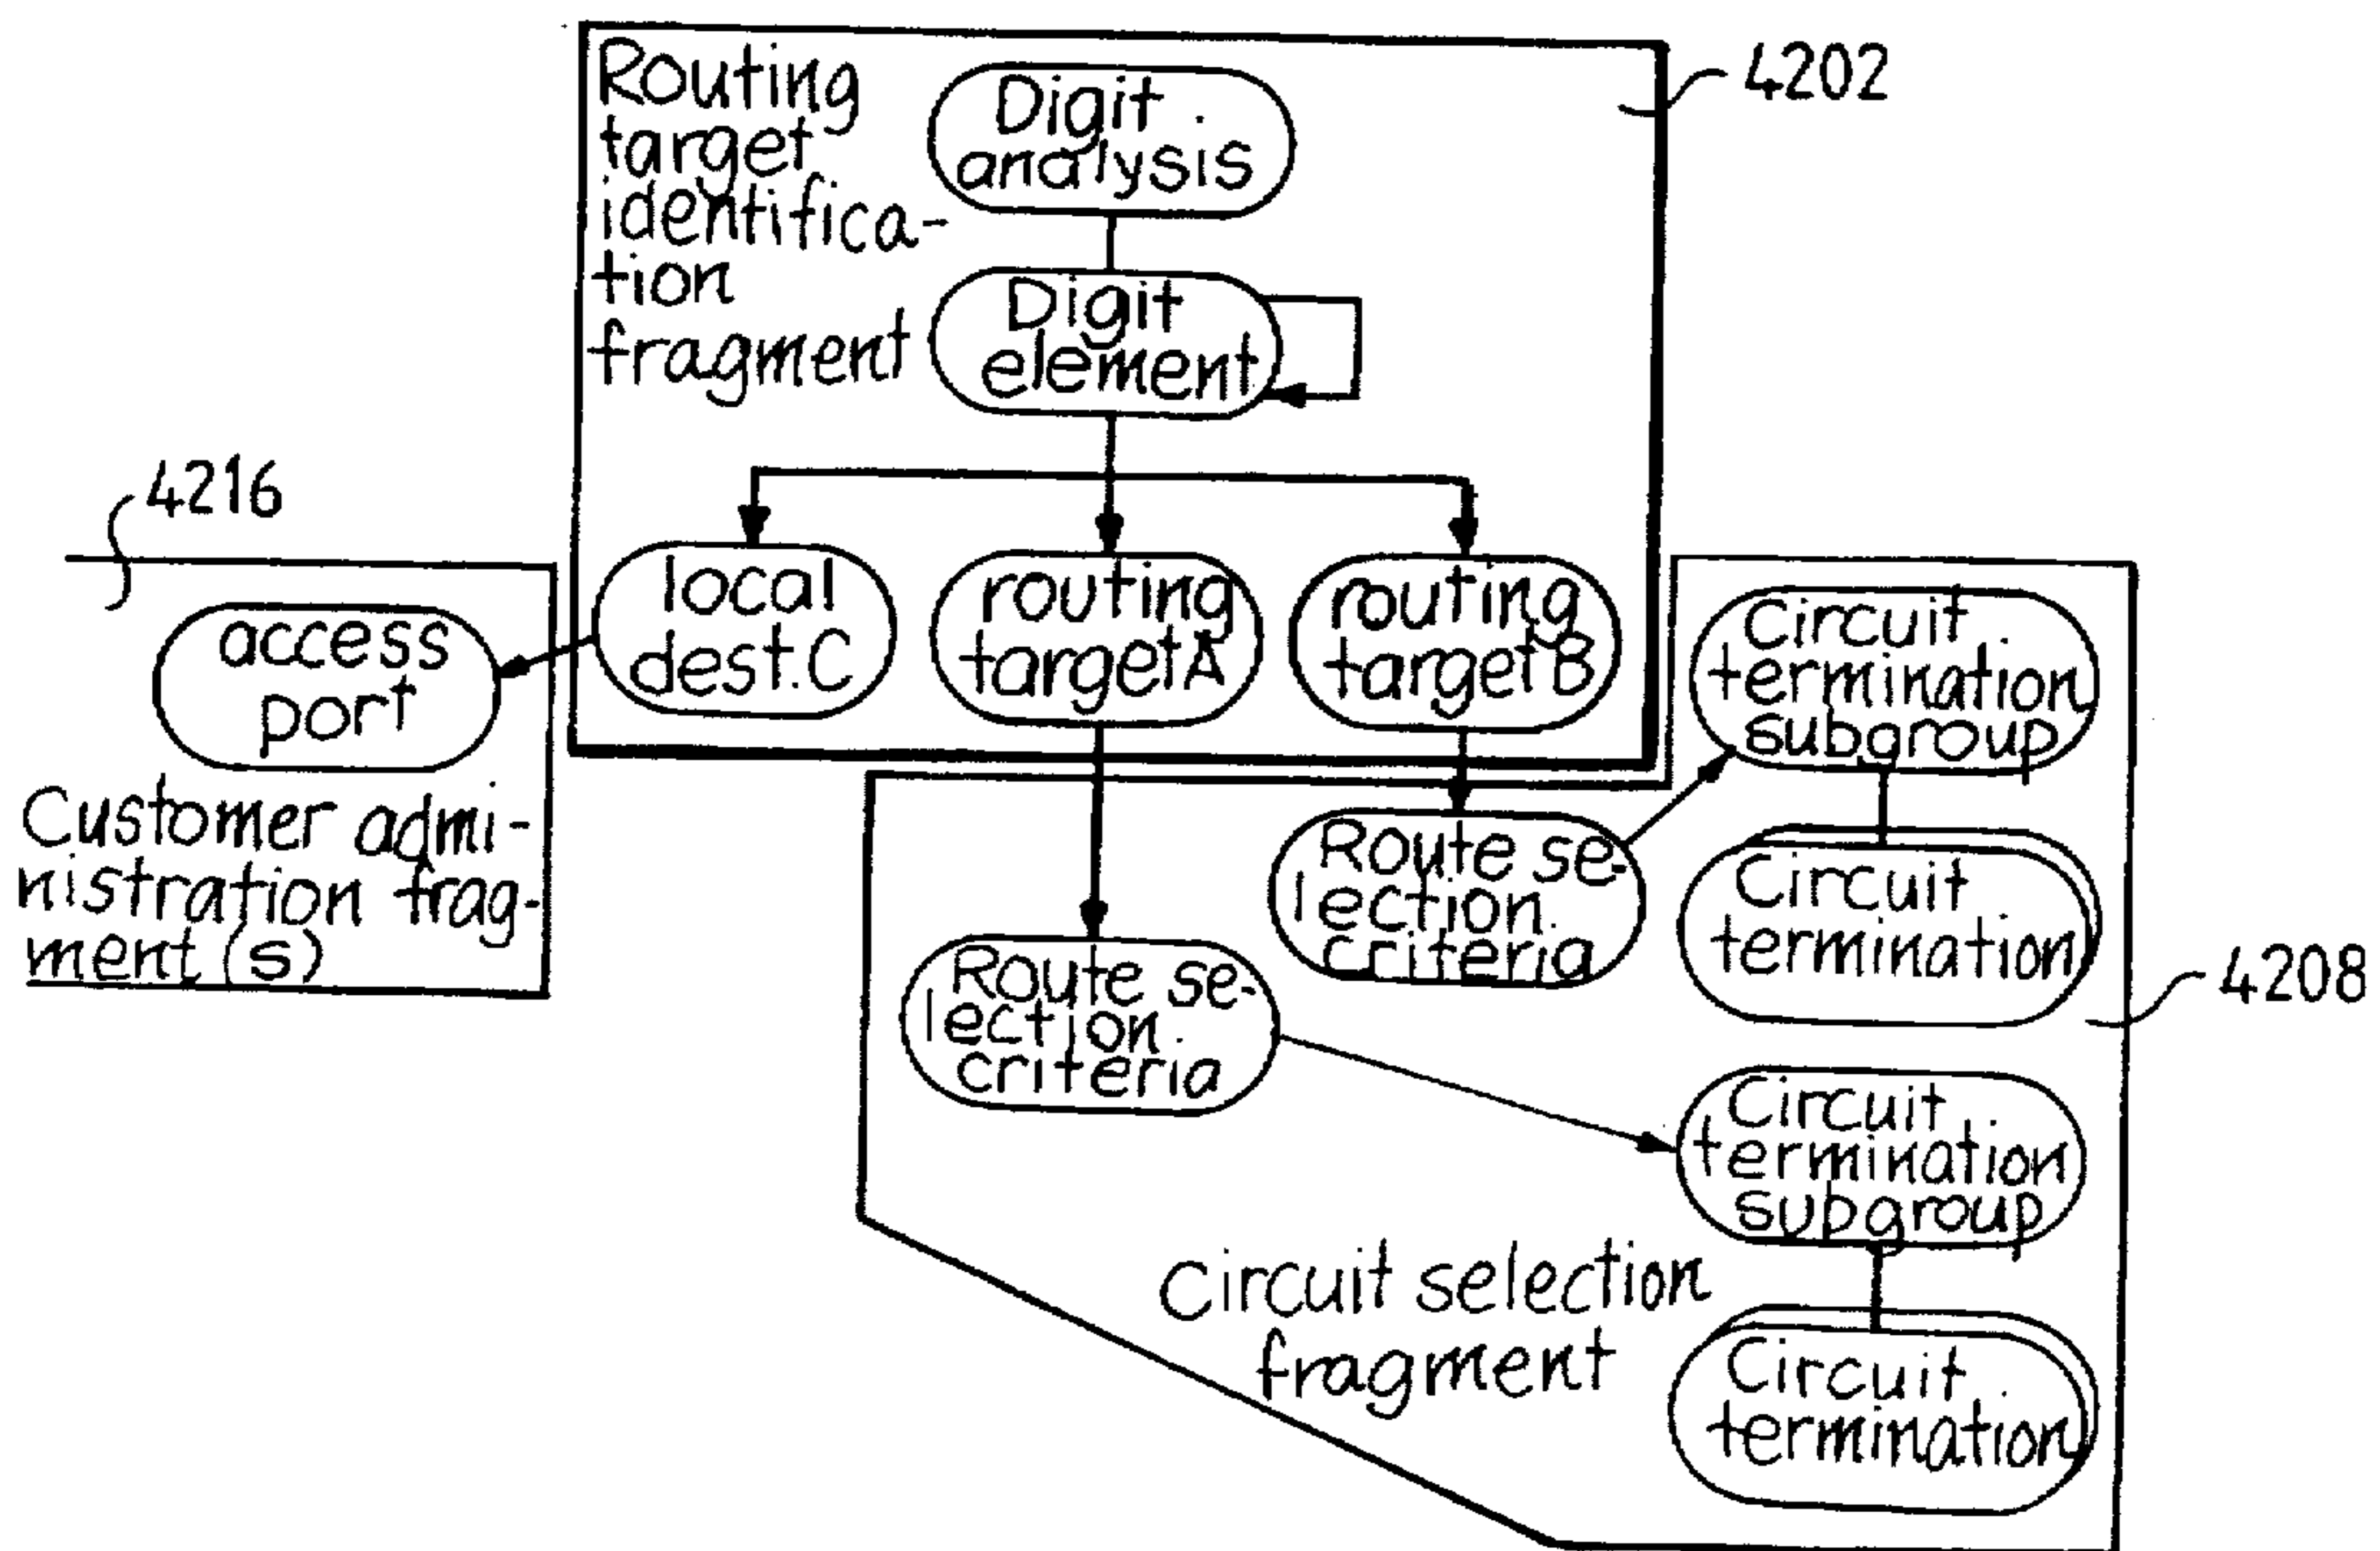 Routing
target
identifica-
tion
fragment
Digit
analysis
4202
Digit
element
4216
local
dest.C
routing
target A
routing
target B
access
port
Customer admi-
nistration frag-
ment(s)
Circuit
termination
subgroup
Route se-
lection
criteria
Circuit
termination
4208
Route se-
lection
criteria
Circuit
termination
subgroup
Circuit selection
fragment
Circuit
termination